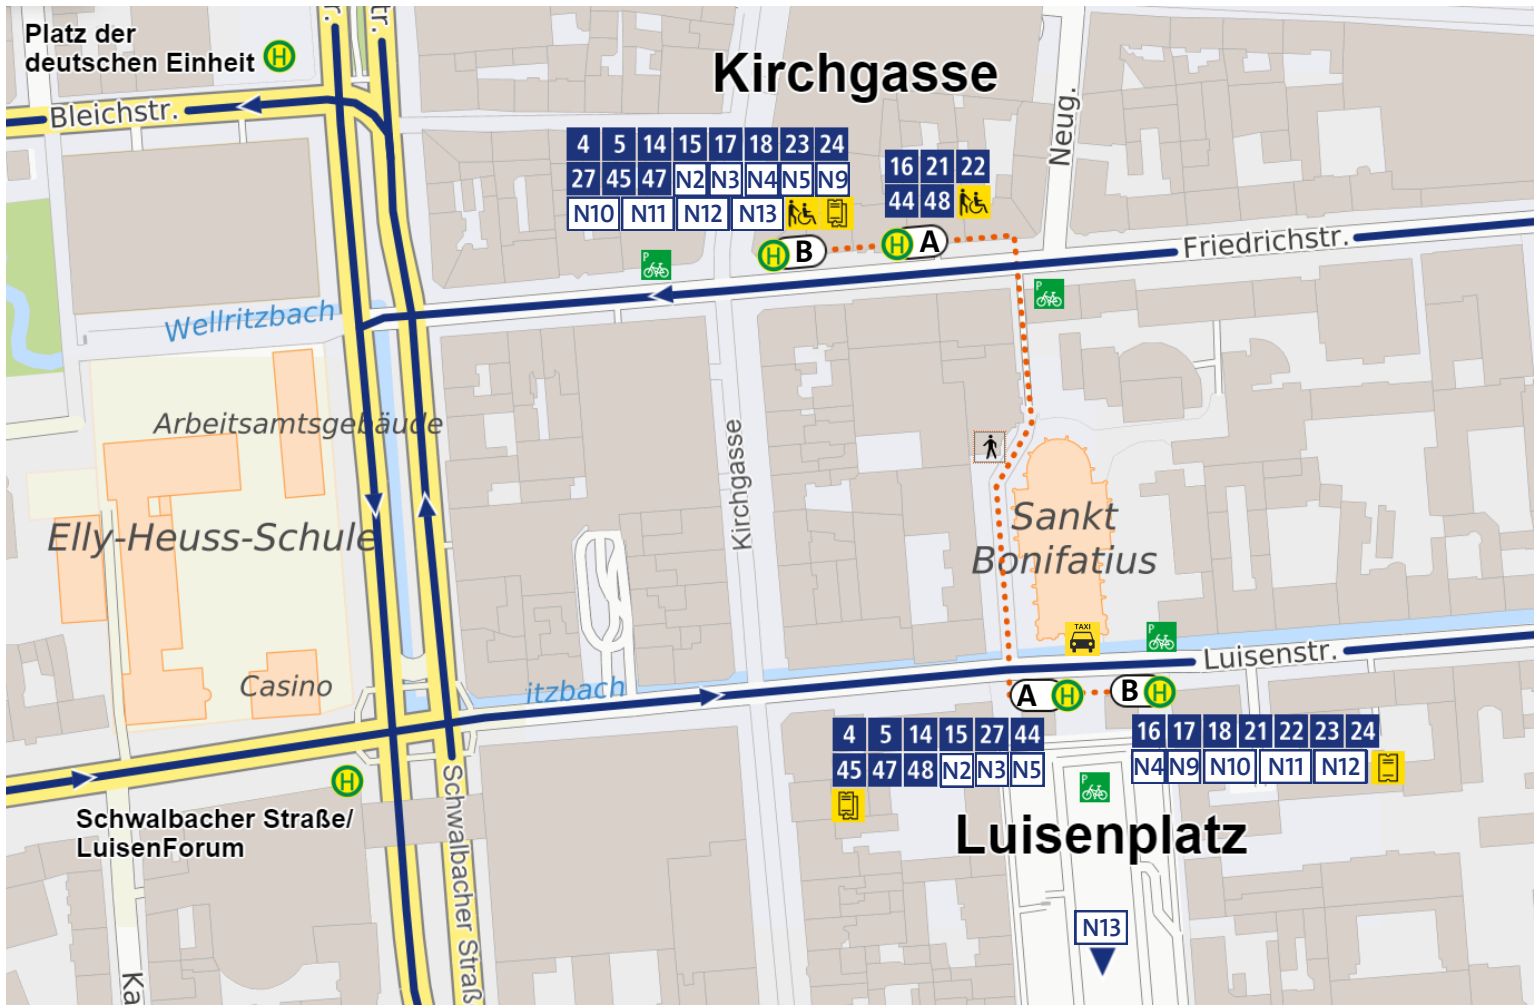 Platz der
deutschen Einheit H
r.
tr.
Bleichstr.
Kirchgasse
Neug.
4 5 14 15 17 18 23 24
27 45 47 N2 N3 N4 N5 N9
N10 N11 N12 N13
16 21 22
44 48
H B
H A
P
Friedrichstr.
P
Wellritzbach
Arbeitsamtsgebäude
Kirchgasse
Elly-Heuss-Schule
Sankt
Bonifatius
TAXI
P
Luisenstr.
Casino
itzbach
A H
B H
4 5 14 15 27 44
45 47 48 N2 N3 N5
16 17 18 21 22 23 24
N4 N9 N10 N11 N12
P
H
Schwalbacher Straße/
LuisenForum
Schwalbacher Straß
Luisenplatz
N13
Ka